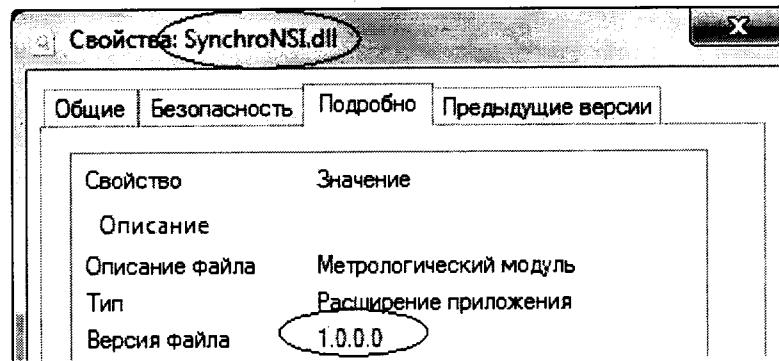 Свойства: SynchroNSI.dll
Общие Безопасность Подробно Предыдущие версии
Свойство Значение
Описание
Описание файла Метрологический модуль
Тип Расширение приложения
Версия файла 1.0.0.0